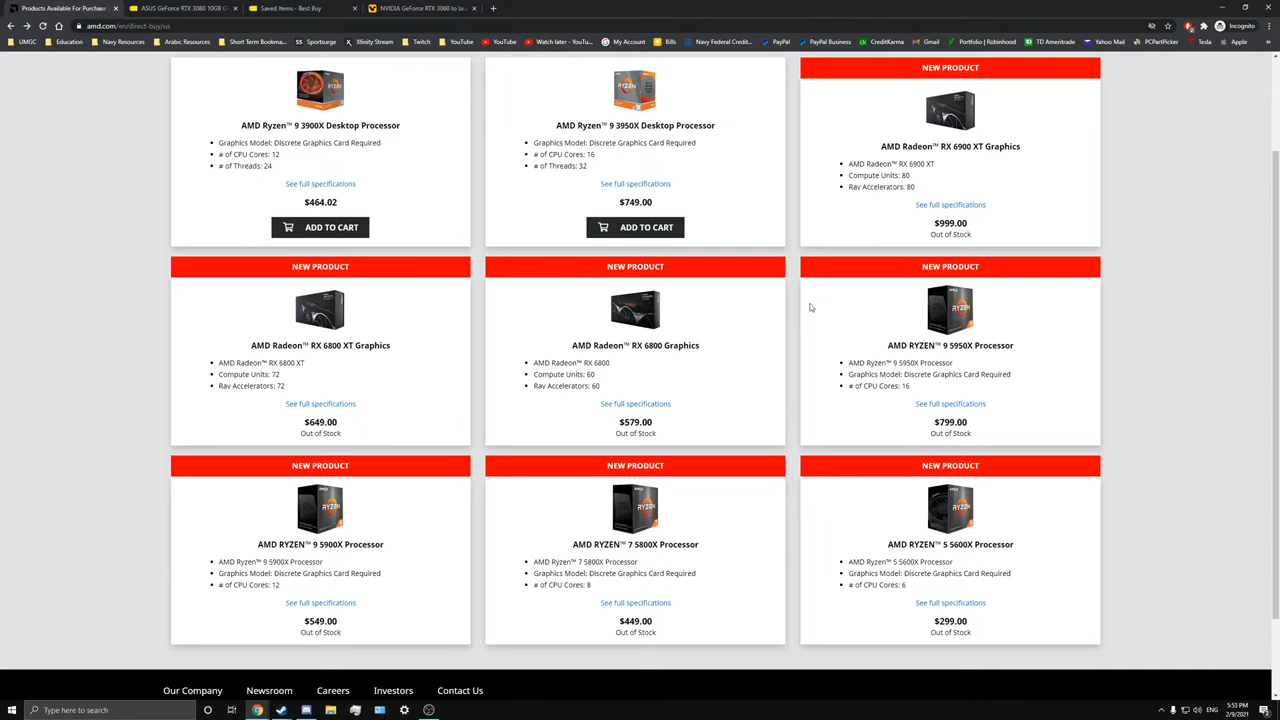 Products Available For Purchase
ASUS GeForce RTX 3080 10GB G
Saved Items - Best Buy
NVIDIA GeForce RTX 3060 to lau
amd.com/en/direct-buy/us
Incognito
UMGC
Education
Navy Resources
Arabic Resources
Short Term Bookma...
Sportsurge
Xfinity Stream
Twitch
YouTube
YouTube
Watch later - YouTu...
My Account
Bills
Navy Federal Credit...
PayPal
PayPal Business
CreditKarma
Gmail
Portfolio | Robinhood
TD Ameritrade
Yahoo Mail
PCPartPicker
Tesla
Apple
AMD Ryzen™ 9 3900X Desktop Processor
Graphics Model: Discrete Graphics Card Required
# of CPU Cores: 12
# of Threads: 24
See full specifications
$464.02
ADD TO CART
AMD Ryzen™ 9 3950X Desktop Processor
Graphics Model: Discrete Graphics Card Required
# of CPU Cores: 16
# of Threads: 32
See full specifications
$749.00
ADD TO CART
NEW PRODUCT
AMD Radeon™ RX 6900 XT Graphics
AMD Radeon™ RX 6900 XT
Compute Units: 80
Ray Accelerators: 80
See full specifications
$999.00
Out of Stock
NEW PRODUCT
AMD Radeon™ RX 6800 XT Graphics
AMD Radeon™ RX 6800 XT
Compute Units: 72
Ray Accelerators: 72
See full specifications
$649.00
Out of Stock
NEW PRODUCT
AMD Radeon™ RX 6800 Graphics
AMD Radeon™ RX 6800
Compute Units: 60
Ray Accelerators: 60
See full specifications
$579.00
Out of Stock
NEW PRODUCT
RYZEN
AMD RYZEN™ 9 5950X Processor
AMD Ryzen™ 9 5950X Processor
Graphics Model: Discrete Graphics Card Required
# of CPU Cores: 16
See full specifications
$799.00
Out of Stock
NEW PRODUCT
RYZEN
AMD RYZEN™ 9 5900X Processor
AMD Ryzen™ 9 5900X Processor
Graphics Model: Discrete Graphics Card Required
# of CPU Cores: 12
See full specifications
$549.00
Out of Stock
NEW PRODUCT
RYZEN
AMD RYZEN™ 7 5800X Processor
AMD Ryzen™ 7 5800X Processor
Graphics Model: Discrete Graphics Card Required
# of CPU Cores: 8
See full specifications
$449.00
Out of Stock
NEW PRODUCT
RYZEN
AMD RYZEN™ 5 5600X Processor
AMD Ryzen™ 5 5600X Processor
Graphics Model: Discrete Graphics Card Required
# of CPU Cores: 6
See full specifications
$299.00
Out of Stock
Our Company
Newsroom
Careers
Investors
Contact Us
Type here to search
ENG
5:53 PM
2/9/2021